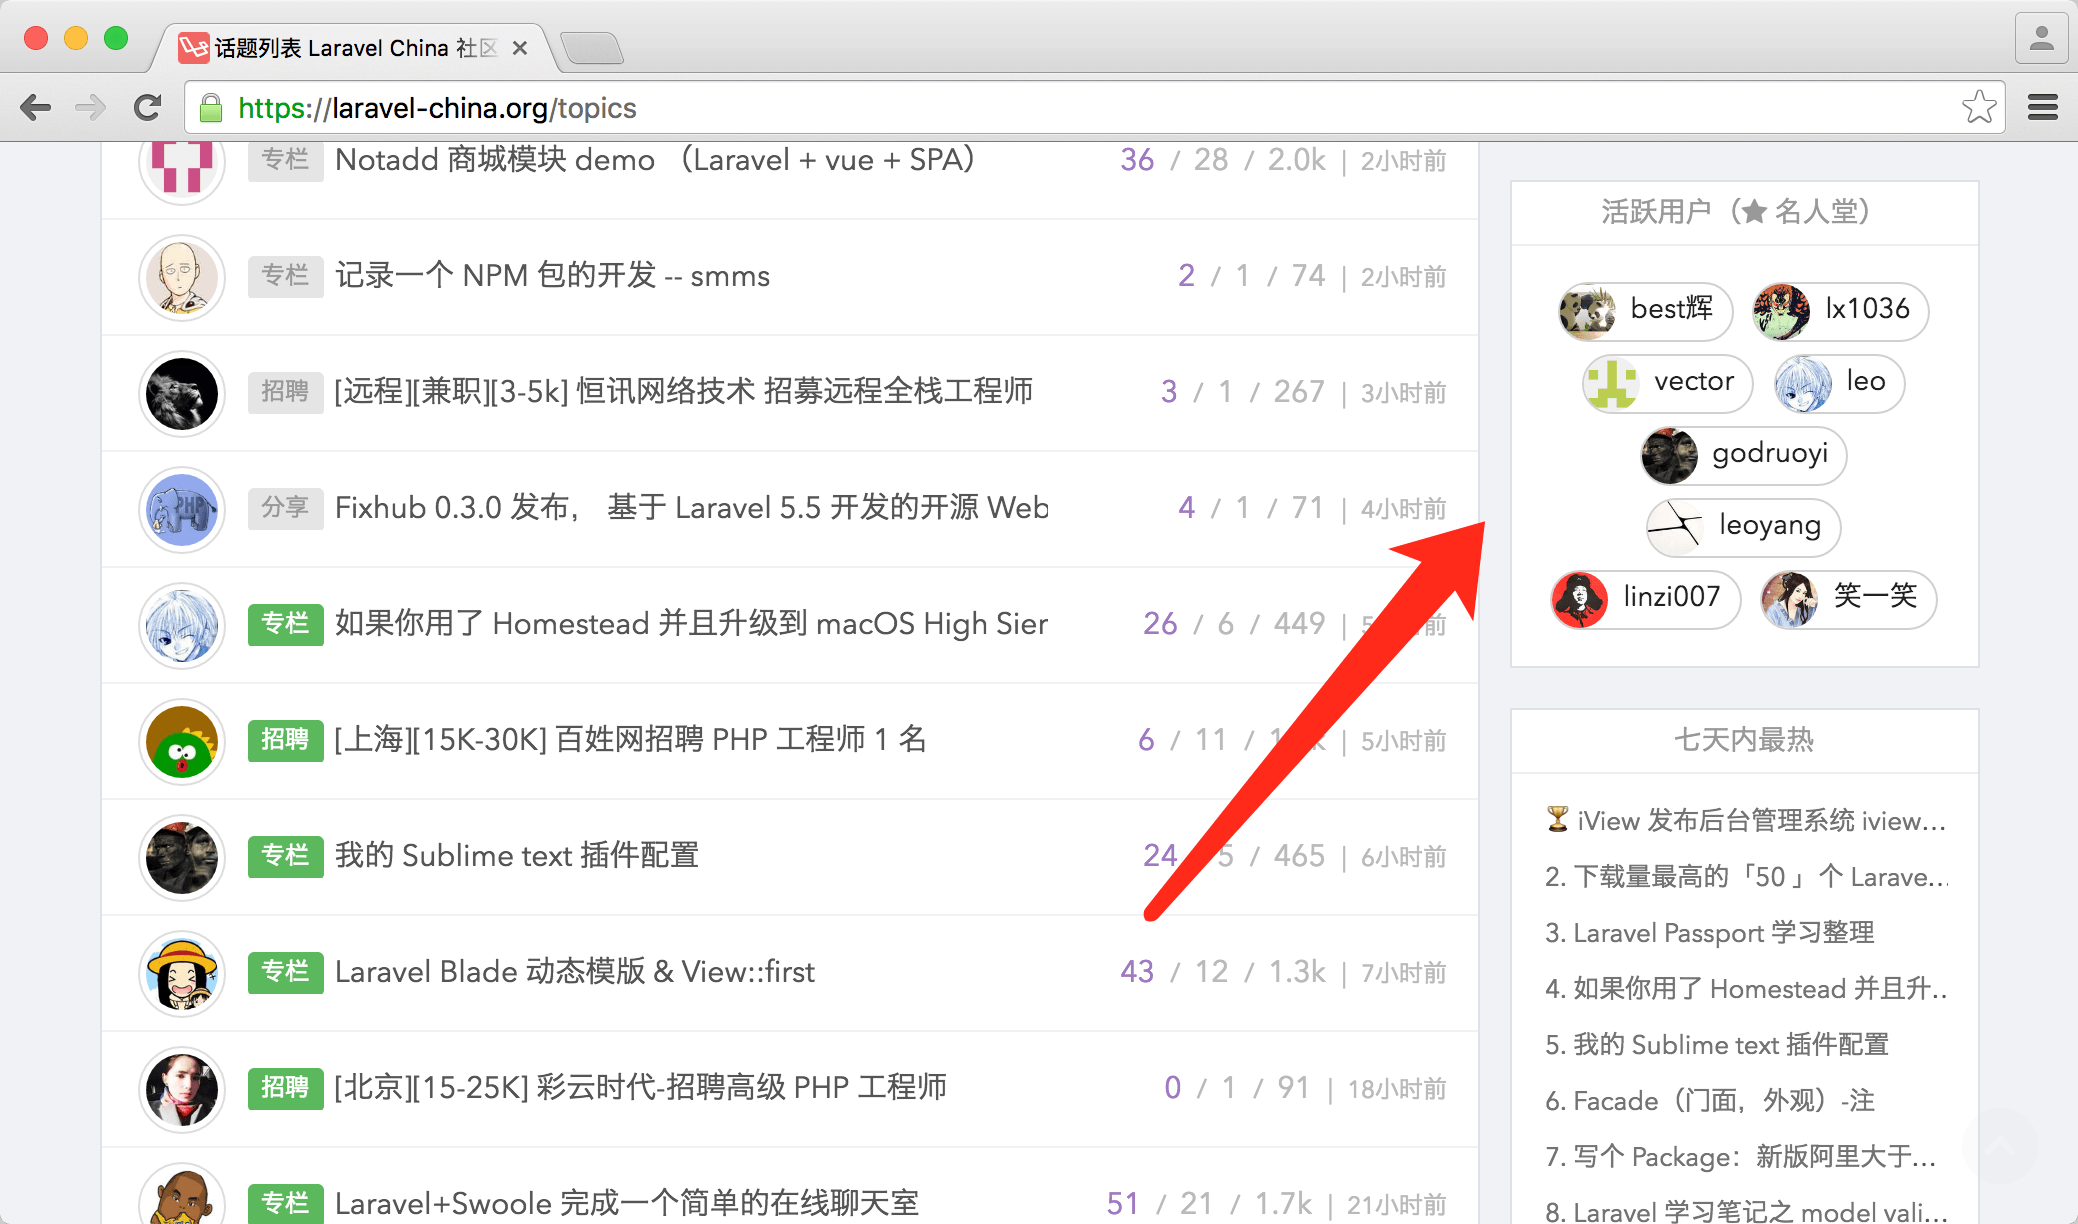 话题列表 Laravel China 社区
https://laravel-china.org/topics
专栏 Notadd 商城模块 demo （Laravel + vue + SPA） 36 / 28 / 2.0k | 2小时前
专栏 记录一个 NPM 包的开发 -- smms 2 / 1 / 74 | 2小时前
招聘 [远程][兼职][3-5k] 恒讯网络技术 招募远程全栈工程师 3 / 1 / 267 | 3小时前
分享 Fixhub 0.3.0 发布， 基于 Laravel 5.5 开发的开源 Web 4 / 1 / 71 | 4小时前
专栏 如果你用了 Homestead 并且升级到 macOS High Sier 26 / 6 / 449 | 前
招聘 [上海][15K-30K] 百姓网招聘 PHP 工程师 1 名 6 / 11 / | 5小时前
专栏 我的 Sublime text 插件配置 24 5 / 465 | 6小时前
专栏 Laravel Blade 动态模版 & View::first 43 / 12 / 1.3k | 7小时前
招聘 [北京][15-25K] 彩云时代-招聘高级 PHP 工程师 0 / 1 / 91 | 18小时前
专栏 Laravel+Swoole 完成一个简单的在线聊天室 51 / 21 / 1.7k | 21小时前
活跃用户（★ 名人堂）
best辉 lx1036
vector leo
godruoyi
leoyang
linzi007 笑一笑
七天内最热
🏆 iView 发布后台管理系统 iview...
2. 下载量最高的「50 」个 Larave...
3. Laravel Passport 学习整理
4. 如果你用了 Homestead 并且升...
5. 我的 Sublime text 插件配置
6. Facade（门面，外观）-注
7. 写个 Package：新版阿里大于...
8. Laravel 学习笔记之 model vali...